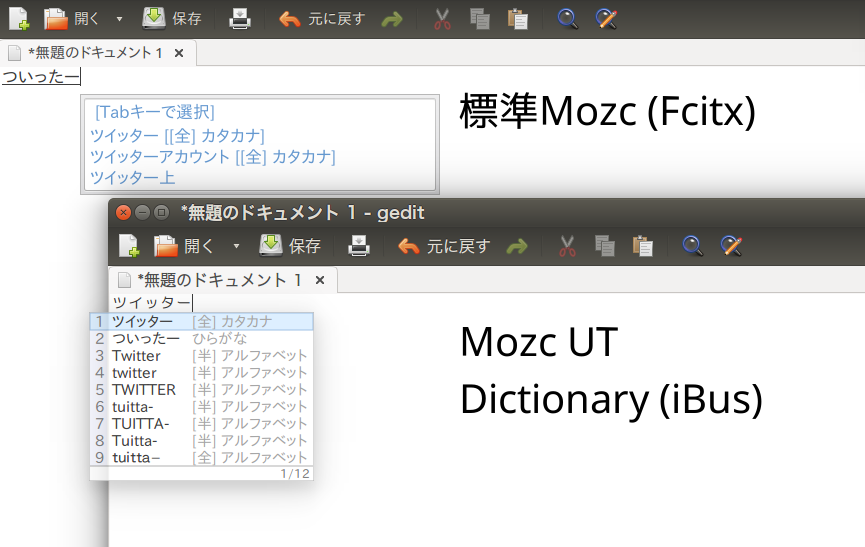 開く 保存 元に戻す
*無題のドキュメント 1
ついったー
[Tabキーで選択]
ツイッター [[全] カタカナ]
ツイッターアカウント [[全] カタカナ]
ツイッター上
標準Mozc (Fcitx)
*無題のドキュメント 1 - gedit
開く 保存 元に戻す
*無題のドキュメント 1
ツイッター
1 ツイッター [全] カタカナ
2 ついったー ひらがな
3 Twitter [半] アルファベット
4 twitter [半] アルファベット
5 TWITTER [半] アルファベット
6 tuitta- [半] アルファベット
7 TUITTA- [半] アルファベット
8 Tuitta- [半] アルファベット
9 tuitta− [全] アルファベット
1/12
Mozc UT
Dictionary (iBus)